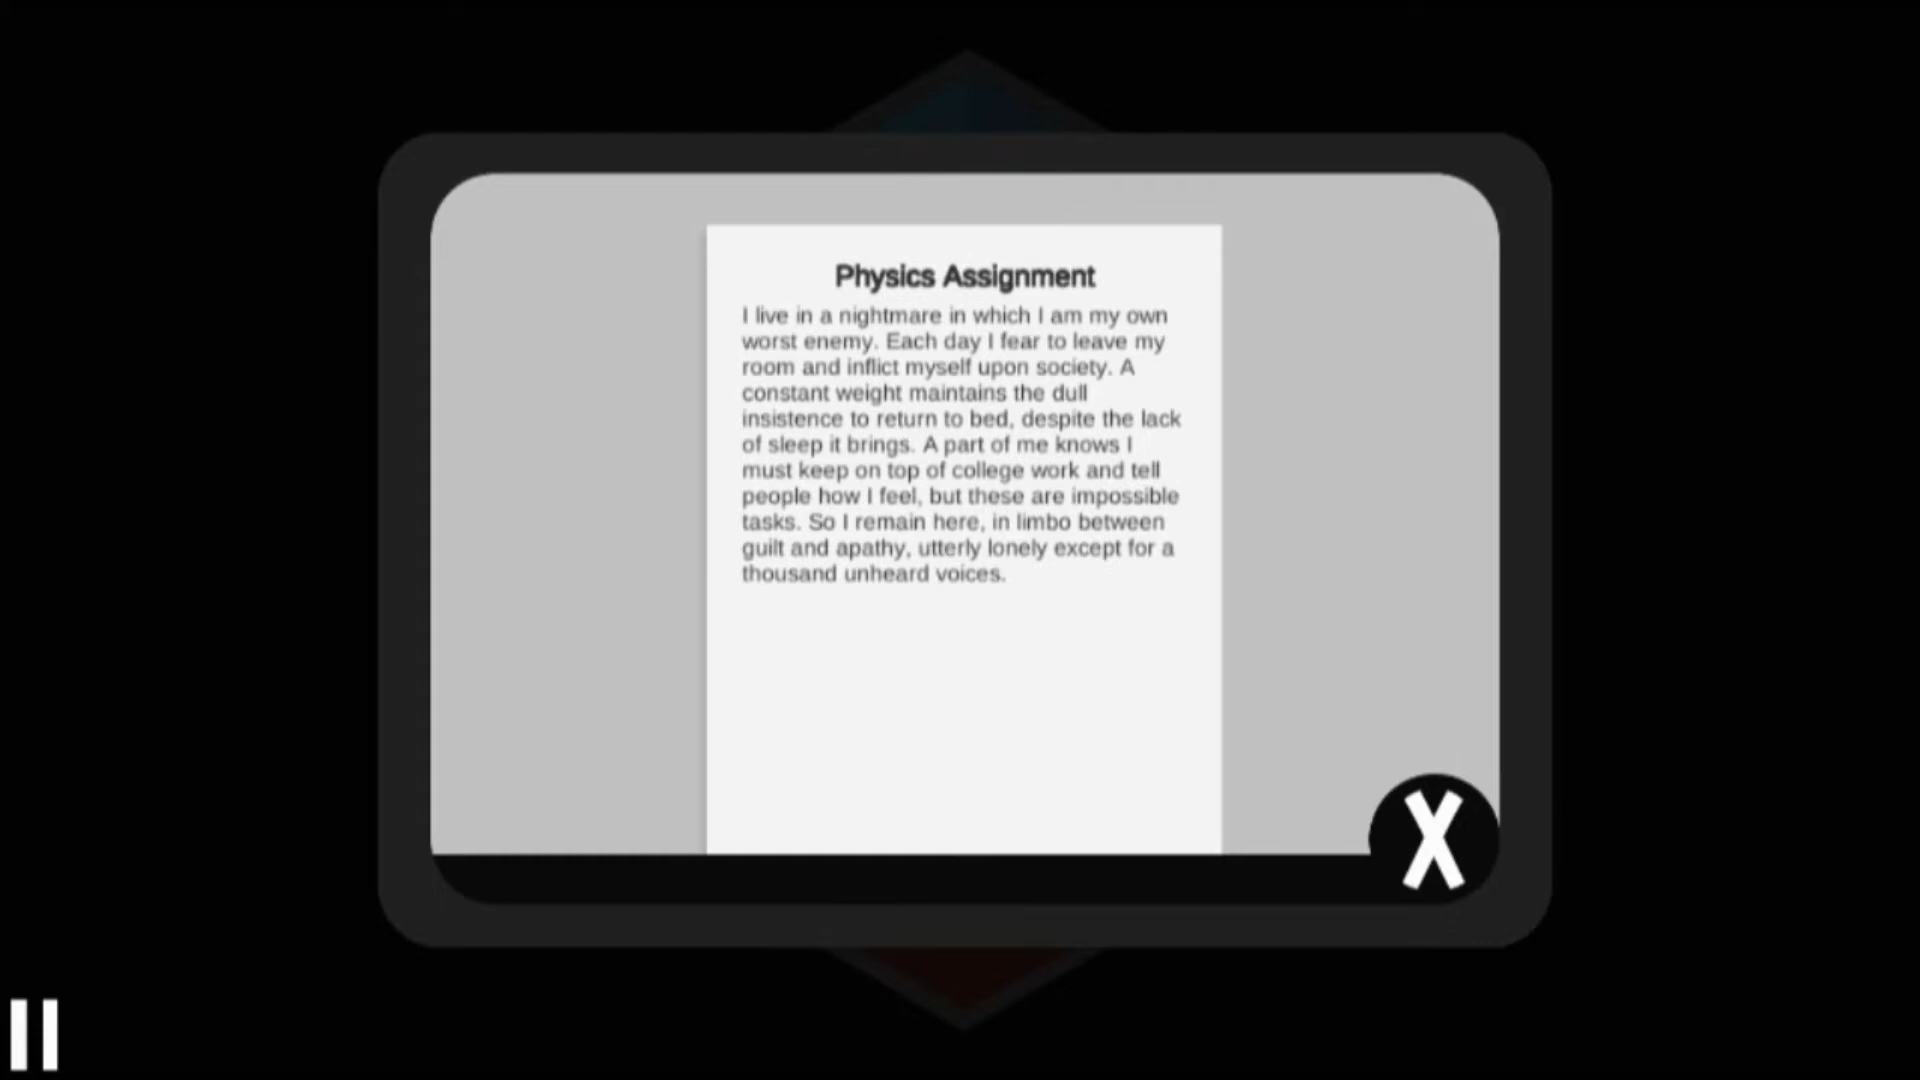 Physics Assignment
I live in a nightmare in which I am my own
worst enemy. Each day I fear to leave my
room and inflict myself upon society. A
constant weight maintains the dull
insistence to return to bed, despite the lack
of sleep it brings. A part of me knows I
must keep on top of college work and tell
people how I feel, but these are impossible
tasks. So I remain here, in limbo between
guilt and apathy, utterly lonely except for a
thousand unheard voices.
X